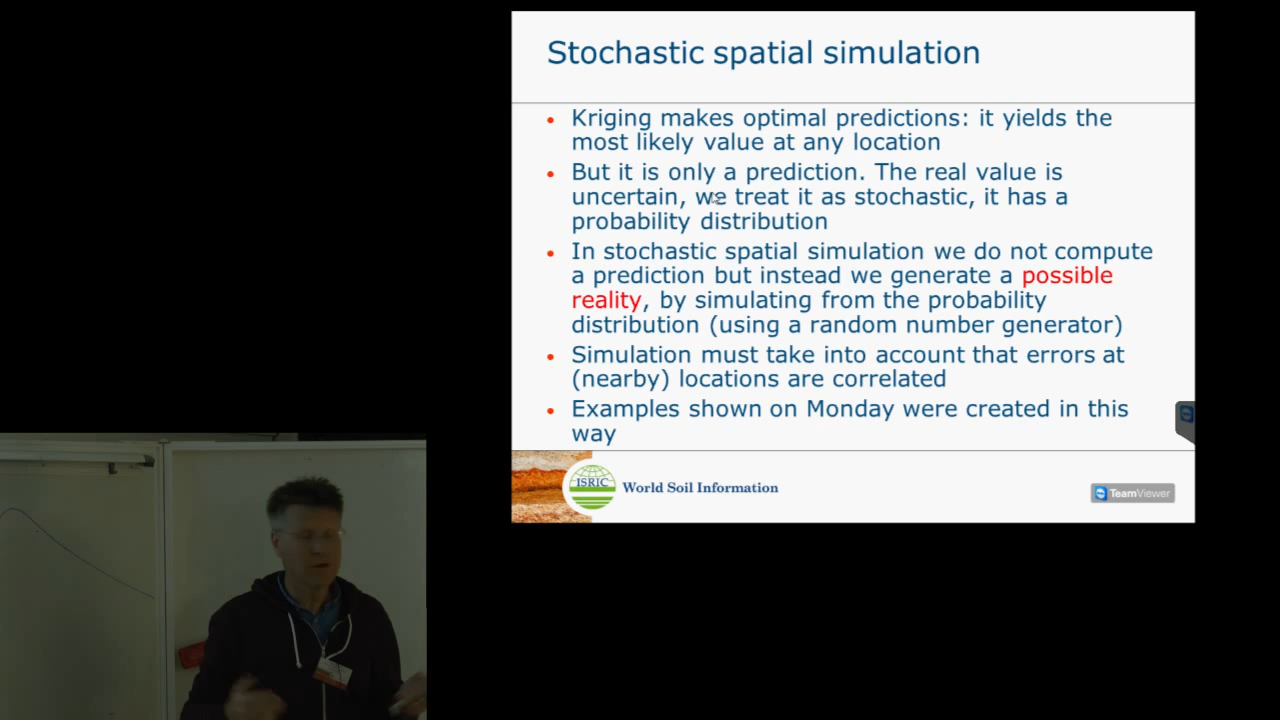 Stochastic spatial simulation
• Kriging makes optimal predictions: it yields the
most likely value at any location
• But it is only a prediction. The real value is
uncertain, we treat it as stochastic, it has a
probability distribution
• In stochastic spatial simulation we do not compute
a prediction but instead we generate a possible
reality, by simulating from the probability
distribution (using a random number generator)
• Simulation must take into account that errors at
(nearby) locations are correlated
• Examples shown on Monday were created in this
way
ISRIC
World Soil Information
TeamViewer